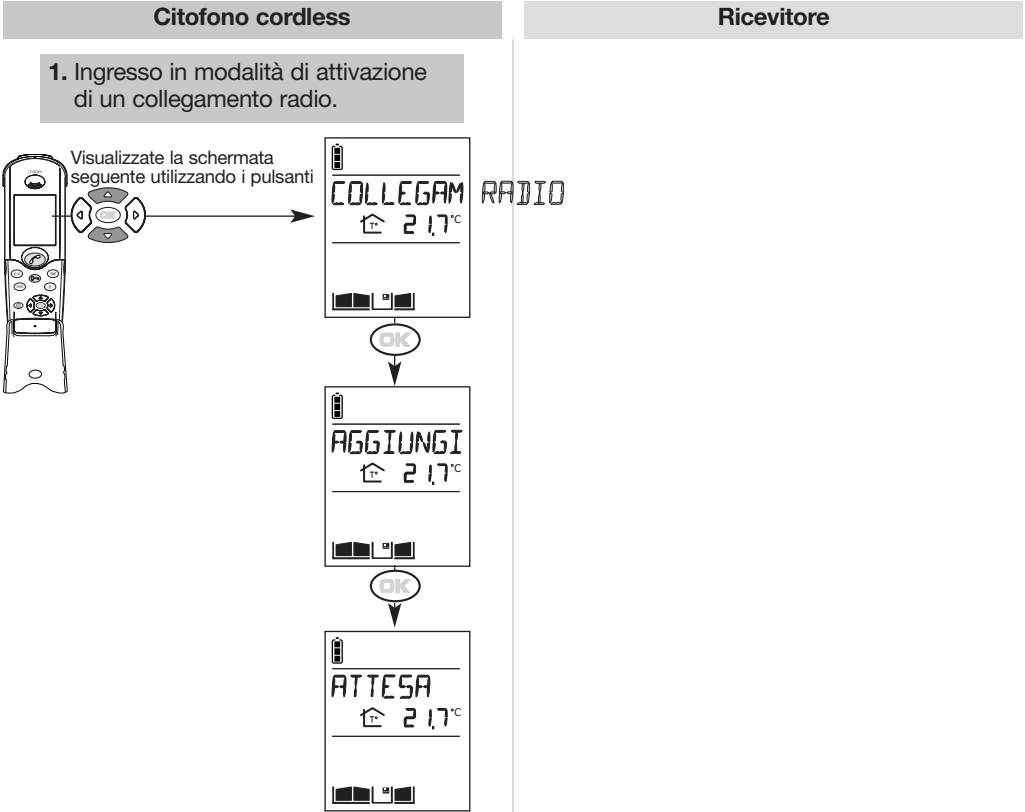 Citofono cordless
Ricevitore
1. Ingresso in modalità di attivazione
di un collegamento radio.
Visualizzate la schermata
seguente utilizzando i pulsanti
OK
COLLEGAM RADIO
T° 21,7°C
OK
AGGIUNGI
T° 21,7°C
OK
ATTESA
T° 21,7°C